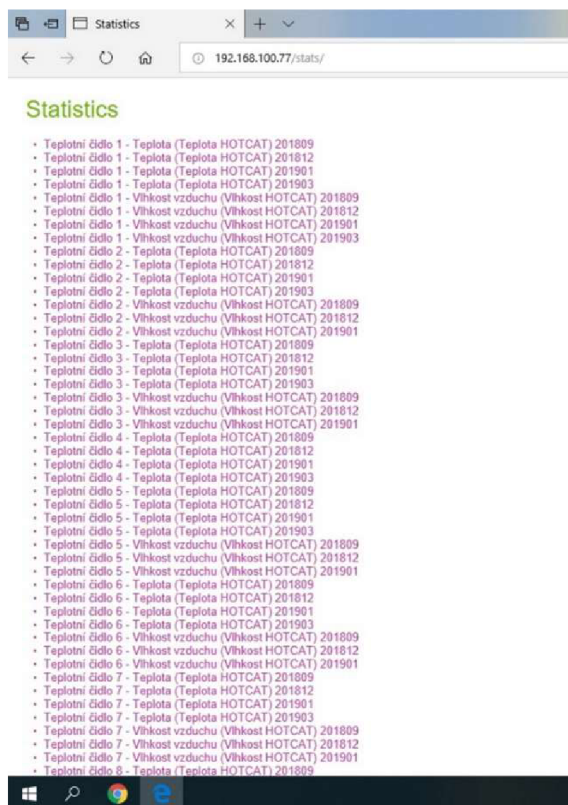 Statistics
192.168.100.77/stats/
Statistics
Teplotní čidlo 1 - Teplota (Teplota HOTCAT) 201809
Teplotní čidlo 1 - Teplota (Teplota HOTCAT) 201812
Teplotní čidlo 1 - Teplota (Teplota HOTCAT) 201901
Teplotní čidlo 1 - Teplota (Teplota HOTCAT) 201903
Teplotní čidlo 1 - Vlhkost vzduchu (Vlhkost HOTCAT) 201809
Teplotní čidlo 1 - Vlhkost vzduchu (Vlhkost HOTCAT) 201812
Teplotní čidlo 1 - Vlhkost vzduchu (Vlhkost HOTCAT) 201901
Teplotní čidlo 1 - Vlhkost vzduchu (Vlhkost HOTCAT) 201903
Teplotní čidlo 2 - Teplota (Teplota HOTCAT) 201809
Teplotní čidlo 2 - Teplota (Teplota HOTCAT) 201812
Teplotní čidlo 2 - Teplota (Teplota HOTCAT) 201901
Teplotní čidlo 2 - Teplota (Teplota HOTCAT) 201903
Teplotní čidlo 2 - Vlhkost vzduchu (Vlhkost HOTCAT) 201809
Teplotní čidlo 2 - Vlhkost vzduchu (Vlhkost HOTCAT) 201812
Teplotní čidlo 2 - Vlhkost vzduchu (Vlhkost HOTCAT) 201901
Teplotní čidlo 3 - Teplota (Teplota HOTCAT) 201809
Teplotní čidlo 3 - Teplota (Teplota HOTCAT) 201812
Teplotní čidlo 3 - Teplota (Teplota HOTCAT) 201901
Teplotní čidlo 3 - Teplota (Teplota HOTCAT) 201903
Teplotní čidlo 3 - Vlhkost vzduchu (Vlhkost HOTCAT) 201809
Teplotní čidlo 3 - Vlhkost vzduchu (Vlhkost HOTCAT) 201812
Teplotní čidlo 3 - Vlhkost vzduchu (Vlhkost HOTCAT) 201901
Teplotní čidlo 4 - Teplota (Teplota HOTCAT) 201809
Teplotní čidlo 4 - Teplota (Teplota HOTCAT) 201812
Teplotní čidlo 4 - Teplota (Teplota HOTCAT) 201901
Teplotní čidlo 4 - Teplota (Teplota HOTCAT) 201903
Teplotní čidlo 5 - Teplota (Teplota HOTCAT) 201809
Teplotní čidlo 5 - Teplota (Teplota HOTCAT) 201812
Teplotní čidlo 5 - Teplota (Teplota HOTCAT) 201901
Teplotní čidlo 5 - Teplota (Teplota HOTCAT) 201903
Teplotní čidlo 5 - Vlhkost vzduchu (Vlhkost HOTCAT) 201809
Teplotní čidlo 5 - Vlhkost vzduchu (Vlhkost HOTCAT) 201812
Teplotní čidlo 5 - Vlhkost vzduchu (Vlhkost HOTCAT) 201901
Teplotní čidlo 6 - Teplota (Teplota HOTCAT) 201809
Teplotní čidlo 6 - Teplota (Teplota HOTCAT) 201812
Teplotní čidlo 6 - Teplota (Teplota HOTCAT) 201901
Teplotní čidlo 6 - Teplota (Teplota HOTCAT) 201903
Teplotní čidlo 6 - Vlhkost vzduchu (Vlhkost HOTCAT) 201809
Teplotní čidlo 6 - Vlhkost vzduchu (Vlhkost HOTCAT) 201812
Teplotní čidlo 6 - Vlhkost vzduchu (Vlhkost HOTCAT) 201901
Teplotní čidlo 7 - Teplota (Teplota HOTCAT) 201809
Teplotní čidlo 7 - Teplota (Teplota HOTCAT) 201812
Teplotní čidlo 7 - Teplota (Teplota HOTCAT) 201901
Teplotní čidlo 7 - Teplota (Teplota HOTCAT) 201903
Teplotní čidlo 7 - Vlhkost vzduchu (Vlhkost HOTCAT) 201809
Teplotní čidlo 7 - Vlhkost vzduchu (Vlhkost HOTCAT) 201812
Teplotní čidlo 7 - Vlhkost vzduchu (Vlhkost HOTCAT) 201901
Teplotní čidlo 8 - Teplota (Teplota HOTCAT) 201809